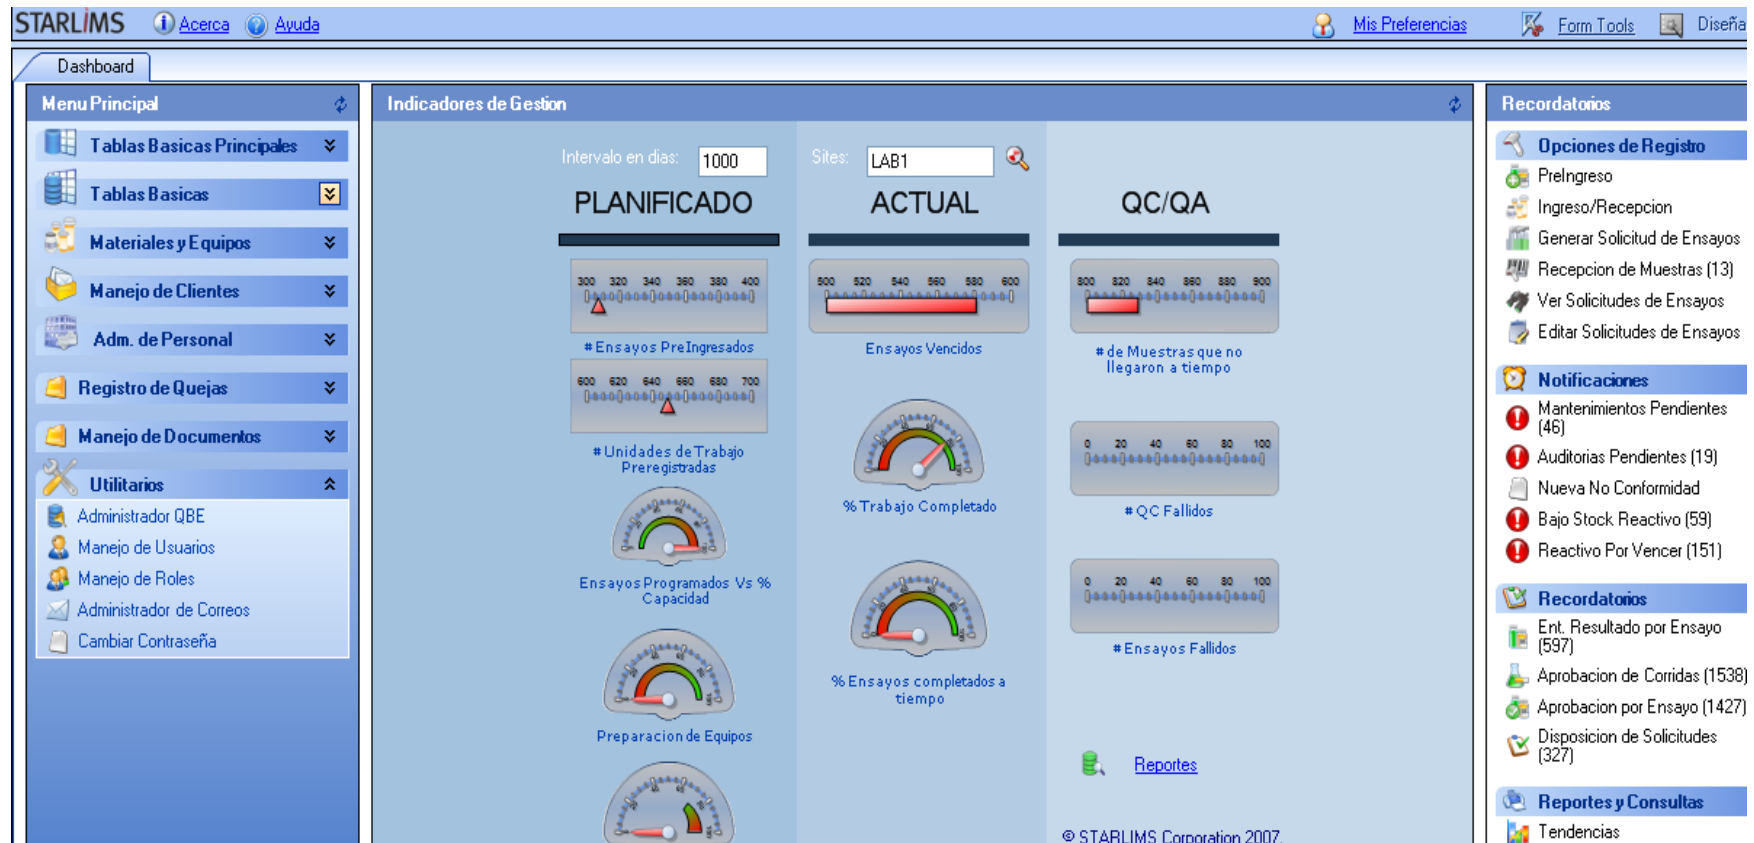 STARLiMS Acerca Ayuda Mis Preferencias Form Tools Diseña
Dashboard
Menu Principal
Tablas Basicas Principales
Tablas Basicas
Materiales y Equipos
Manejo de Clientes
Adm. de Personal
Registro de Quejas
Manejo de Documentos
Utilitarios
Administrador QBE
Manejo de Usuarios
Manejo de Roles
Administrador de Correos
Cambiar Contraseña
Indicadores de Gestion
Intervalo en dias: 1000
PLANIFICADO
300 320 340 360 380 400
# Ensayos PreIngresados
600 620 640 660 680 700
# Unidades de Trabajo
Preregistradas
Ensayos Programados Vs %
Capacidad
Preparacion de Equipos
Sites: LAB1
ACTUAL
500 520 540 560 580 600
Ensayos Vencidos
% Trabajo Completado
% Ensayos completados a
tiempo
QC/QA
800 820 840 860 880 900
# de Muestras que no
llegaron a tiempo
0 20 40 60 80 100
# QC Fallidos
0 20 40 60 80 100
# Ensayos Fallidos
Reportes
© STARLIMS Corporation 2007.
Recordatorios
Opciones de Registro
PreIngreso
Ingreso/Recepcion
Generar Solicitud de Ensayos
Recepcion de Muestras (13)
Ver Solicitudes de Ensayos
Editar Solicitudes de Ensayos
Notificaciones
Mantenimientos Pendientes
(46)
Auditorias Pendientes (19)
Nueva No Conformidad
Bajo Stock Reactivo (59)
Reactivo Por Vencer (151)
Recordatorios
Ent. Resultado por Ensayo
(597)
Aprobacion de Corridas (1538)
Aprobacion por Ensayo (1427)
Disposicion de Solicitudes
(327)
Reportes y Consultas
Tendencias